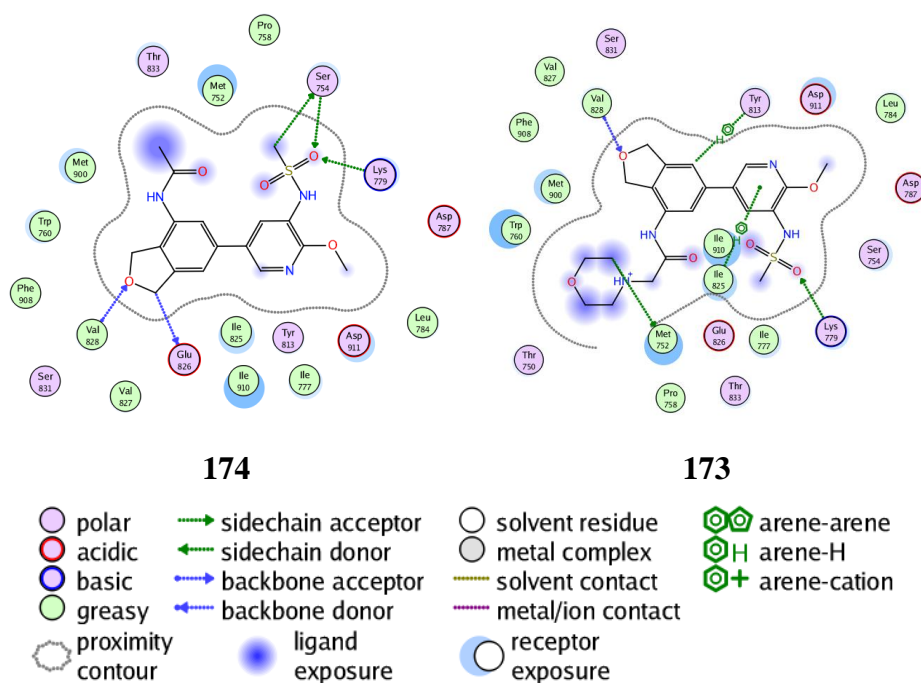 Pro
758
Thr
833
Met
752
Ser
754
Met
900
Lys
779
Trp
760
Asp
787
Phe
908
Val
828
Ile
825
Tyr
813
Asp
911
Leu
784
Glu
826
Ser
831
Val
827
Ile
910
Ile
777
O
NH
O
S
O
O
NH
N
O
Ser
831
Val
827
Val
828
Tyr
813
Asp
911
Leu
784
Phe
908
Met
900
Asp
787
Trp
760
Ile
910
Ser
754
Ile
825
Met
752
Glu
826
Ile
777
Lys
779
Thr
750
Pro
758
Thr
833
O
H
N
O
NH
O
H
NH
S
O
O
O
NH+
174
173
polar
sidechain acceptor
solvent residue
arene-arene
acidic
sidechain donor
metal complex
H arene-H
basic
backbone acceptor
solvent contact
+ arene-cation
greasy
backbone donor
metal/ion contact
proximity
contour
ligand
exposure
receptor
exposure